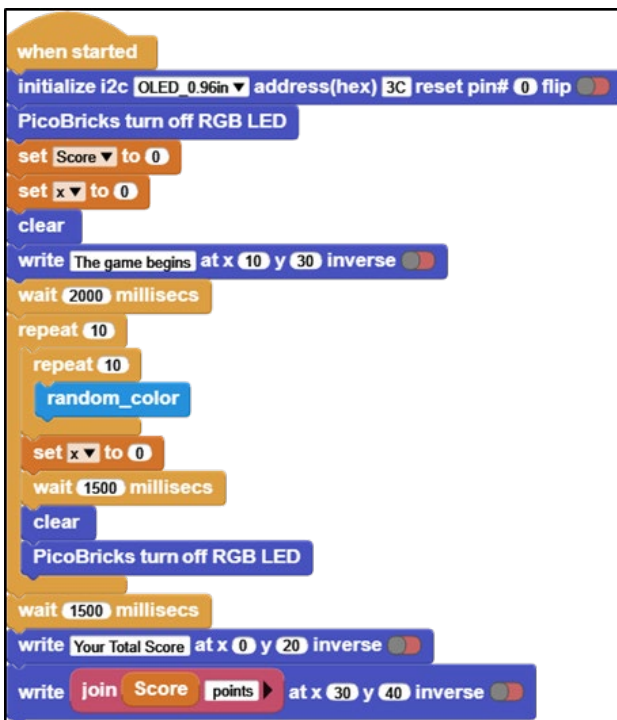 when started
initialize i2c OLED_0.96in address(hex) 3C reset pin# 0 flip
PicoBricks turn off RGB LED
set Score to 0
set x to 0
clear
write The game begins at x 10 y 30 inverse
wait 2000 millisecs
repeat 10
repeat 10
random_color
set x to 0
wait 1500 millisecs
clear
PicoBricks turn off RGB LED
wait 1500 millisecs
write Your Total Score at x 0 y 20 inverse
write join Score points at x 30 y 40 inverse